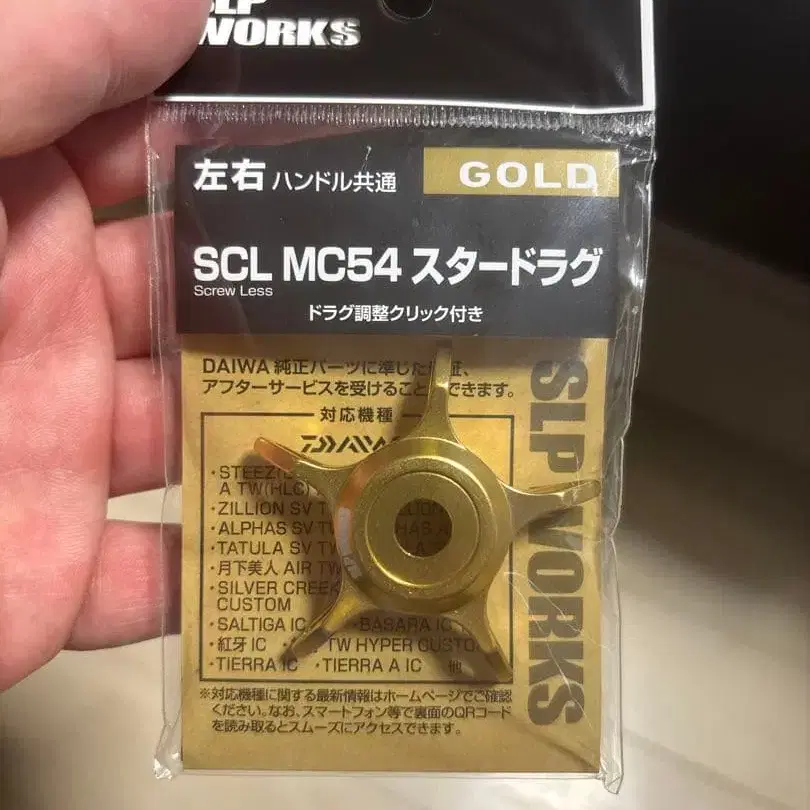 SLP
WORKS
左右 ハンドル共通 GOLD
SCL MC54 スタードラグ
Screw Less
ドラグ調整クリック付き
DAIWA 純正パーツに準じた
アフターサービスを受けること できます。
対応機種
DAIWA
・STEEZ
A TW(HLC)
・ZILLION SV
・ALPHAS SV TW
・TATULA SV TW
・月下美人 AIR TW
・SILVER CREEK
CUSTOM
・SALTIGA IC ・BASARA IC
・紅牙 IC TW HYPER
・TIERRA IC ・TIERRA A IC 他
※対応機種に関する最新情報はホームページでご確認
ください。なお、スマートフォン等で裏面のQRコード
を読み取るとスムーズにアクセスできます。
SLP WORKS